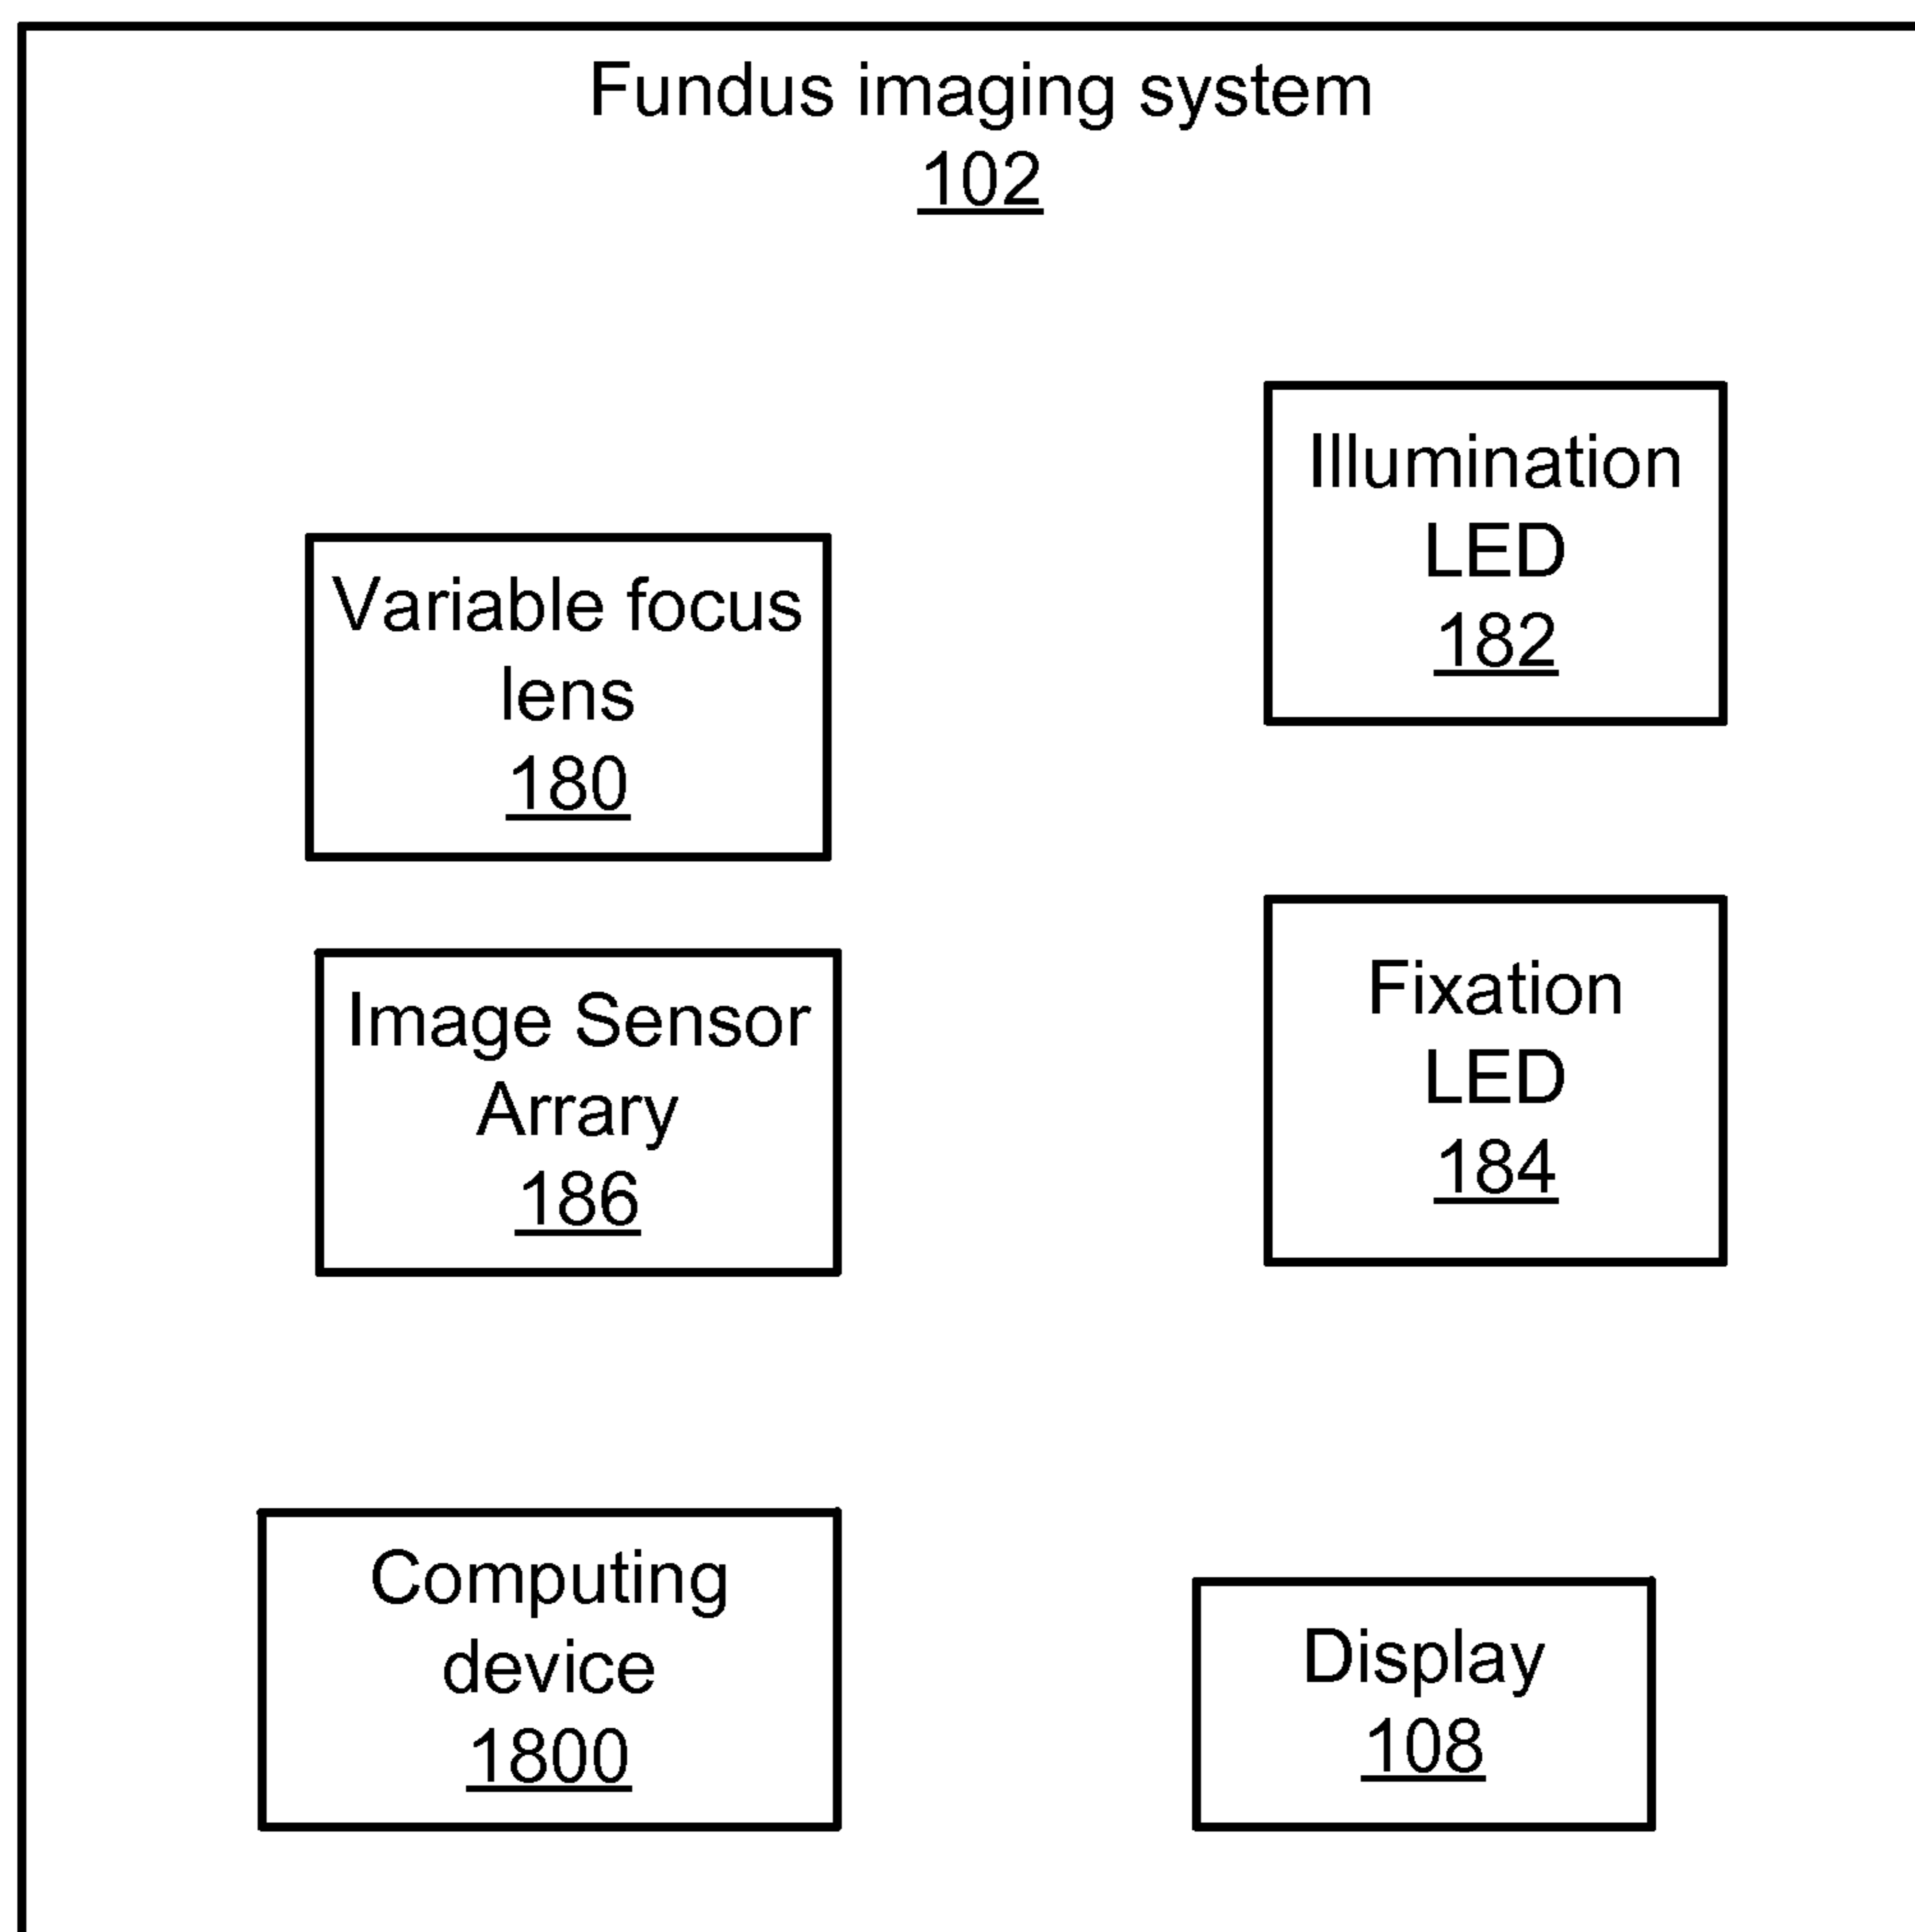 Fundus imaging system
102
Illumination
LED
182
Variable focus
lens
180
Image Sensor
Arrary
186
Fixation
LED
184
Computing
device
1800
Display
108